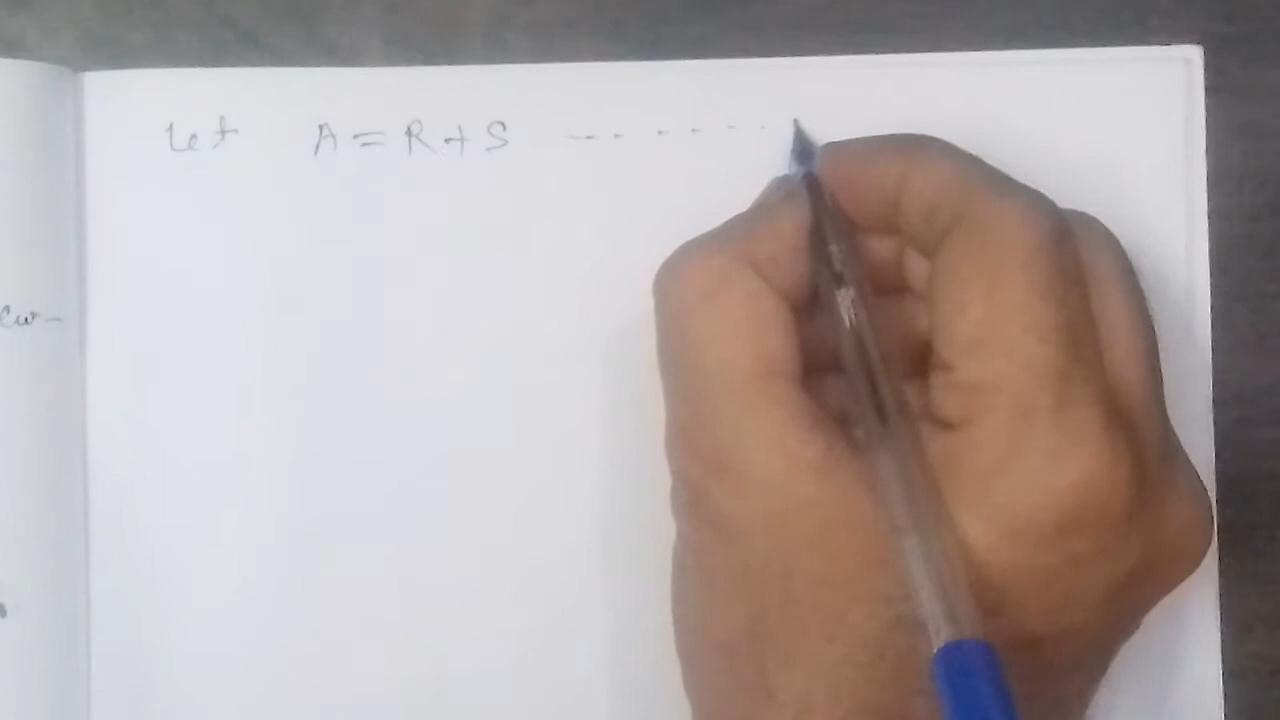 Let A = R + S -------